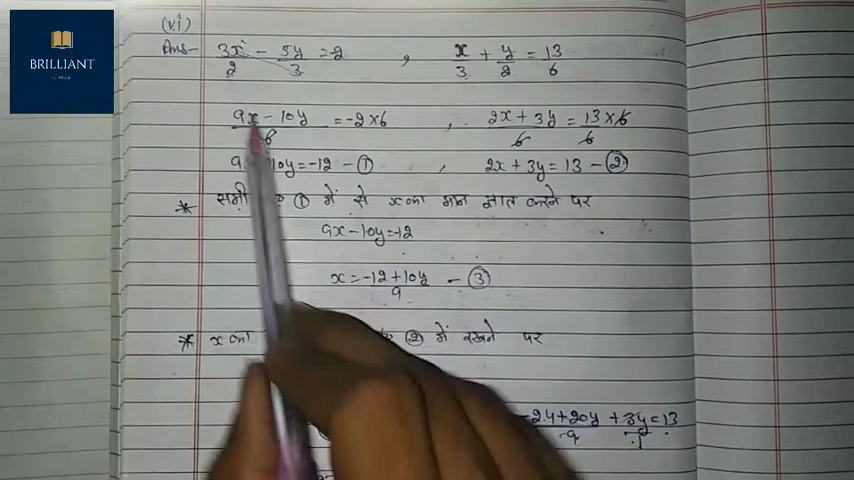 BRILLIANT
(vi)
Ans- 3x/2 - 5y/3 = -2 , x/3 + y/2 = 13/6
9x - 10y/6 = -2×6 , 2x + 3y/6 = 13×6/6
9 10y = -12 - ① , 2x + 3y = 13 - ②
* समी ① में से x का मान ज्ञात करने पर
9x - 10y = -12
x = -12 + 10y/9 - ③
* x का ② में रखने पर
-24 + 20y/9 + 3y/1 = 13